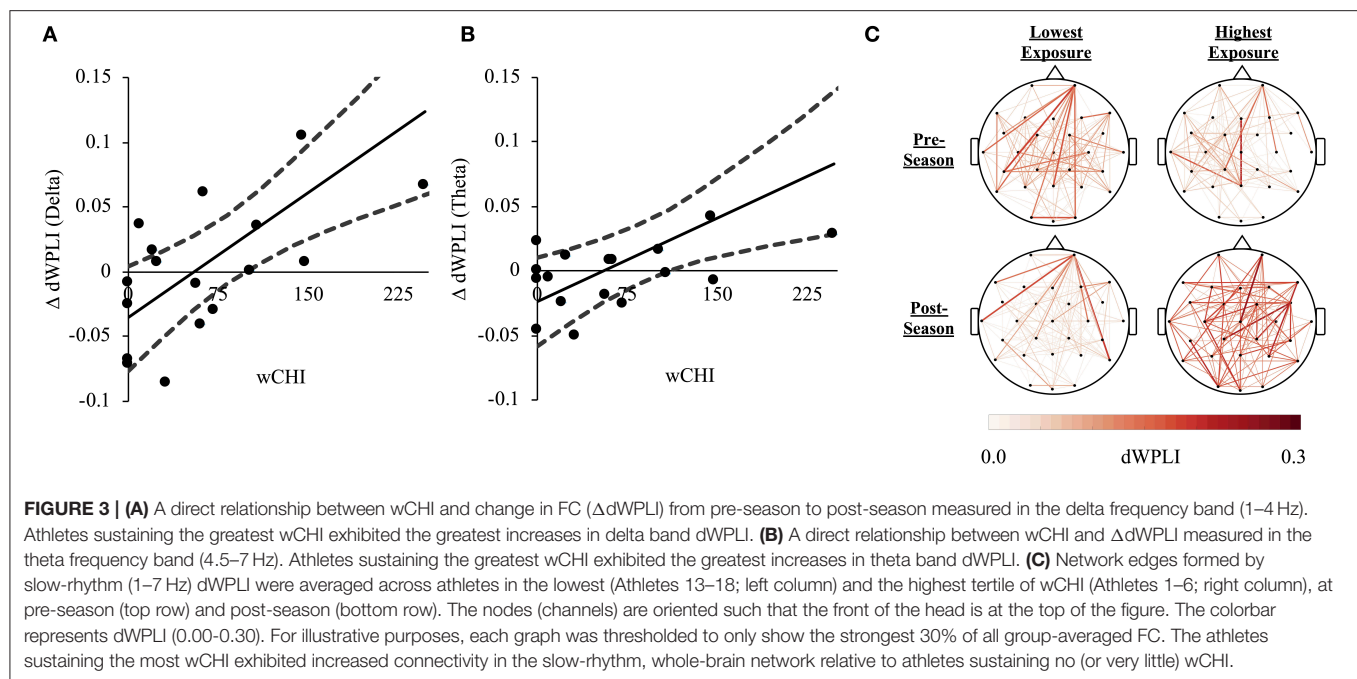 A
Δ dWPLI (Delta)
0.15
0.1
0.05
0
-0.05
-0.1
0
75
150
225
wCHI
B
Δ dWPLI (Theta)
0.15
0.1
0.05
0
-0.05
-0.1
0
75
150
225
wCHI
C
Lowest
Exposure
Highest
Exposure
Pre-
Season
Post-
Season
0.0
dWPLI
0.3
FIGURE 3 | (A) A direct relationship between wCHI and change in FC (ΔdWPLI) from pre-season to post-season measured in the delta frequency band (1–4 Hz).
Athletes sustaining the greatest wCHI exhibited the greatest increases in delta band dWPLI. (B) A direct relationship between wCHI and ΔdWPLI measured in the
theta frequency band (4.5–7 Hz). Athletes sustaining the greatest wCHI exhibited the greatest increases in theta band dWPLI. (C) Network edges formed by
slow-rhythm (1–7 Hz) dWPLI were averaged across athletes in the lowest (Athletes 13–18; left column) and the highest tertile of wCHI (Athletes 1–6; right column), at
pre-season (top row) and post-season (bottom row). The nodes (channels) are oriented such that the front of the head is at the top of the figure. The colorbar
represents dWPLI (0.00-0.30). For illustrative purposes, each graph was thresholded to only show the strongest 30% of all group-averaged FC. The athletes
sustaining the most wCHI exhibited increased connectivity in the slow-rhythm, whole-brain network relative to athletes sustaining no (or very little) wCHI.